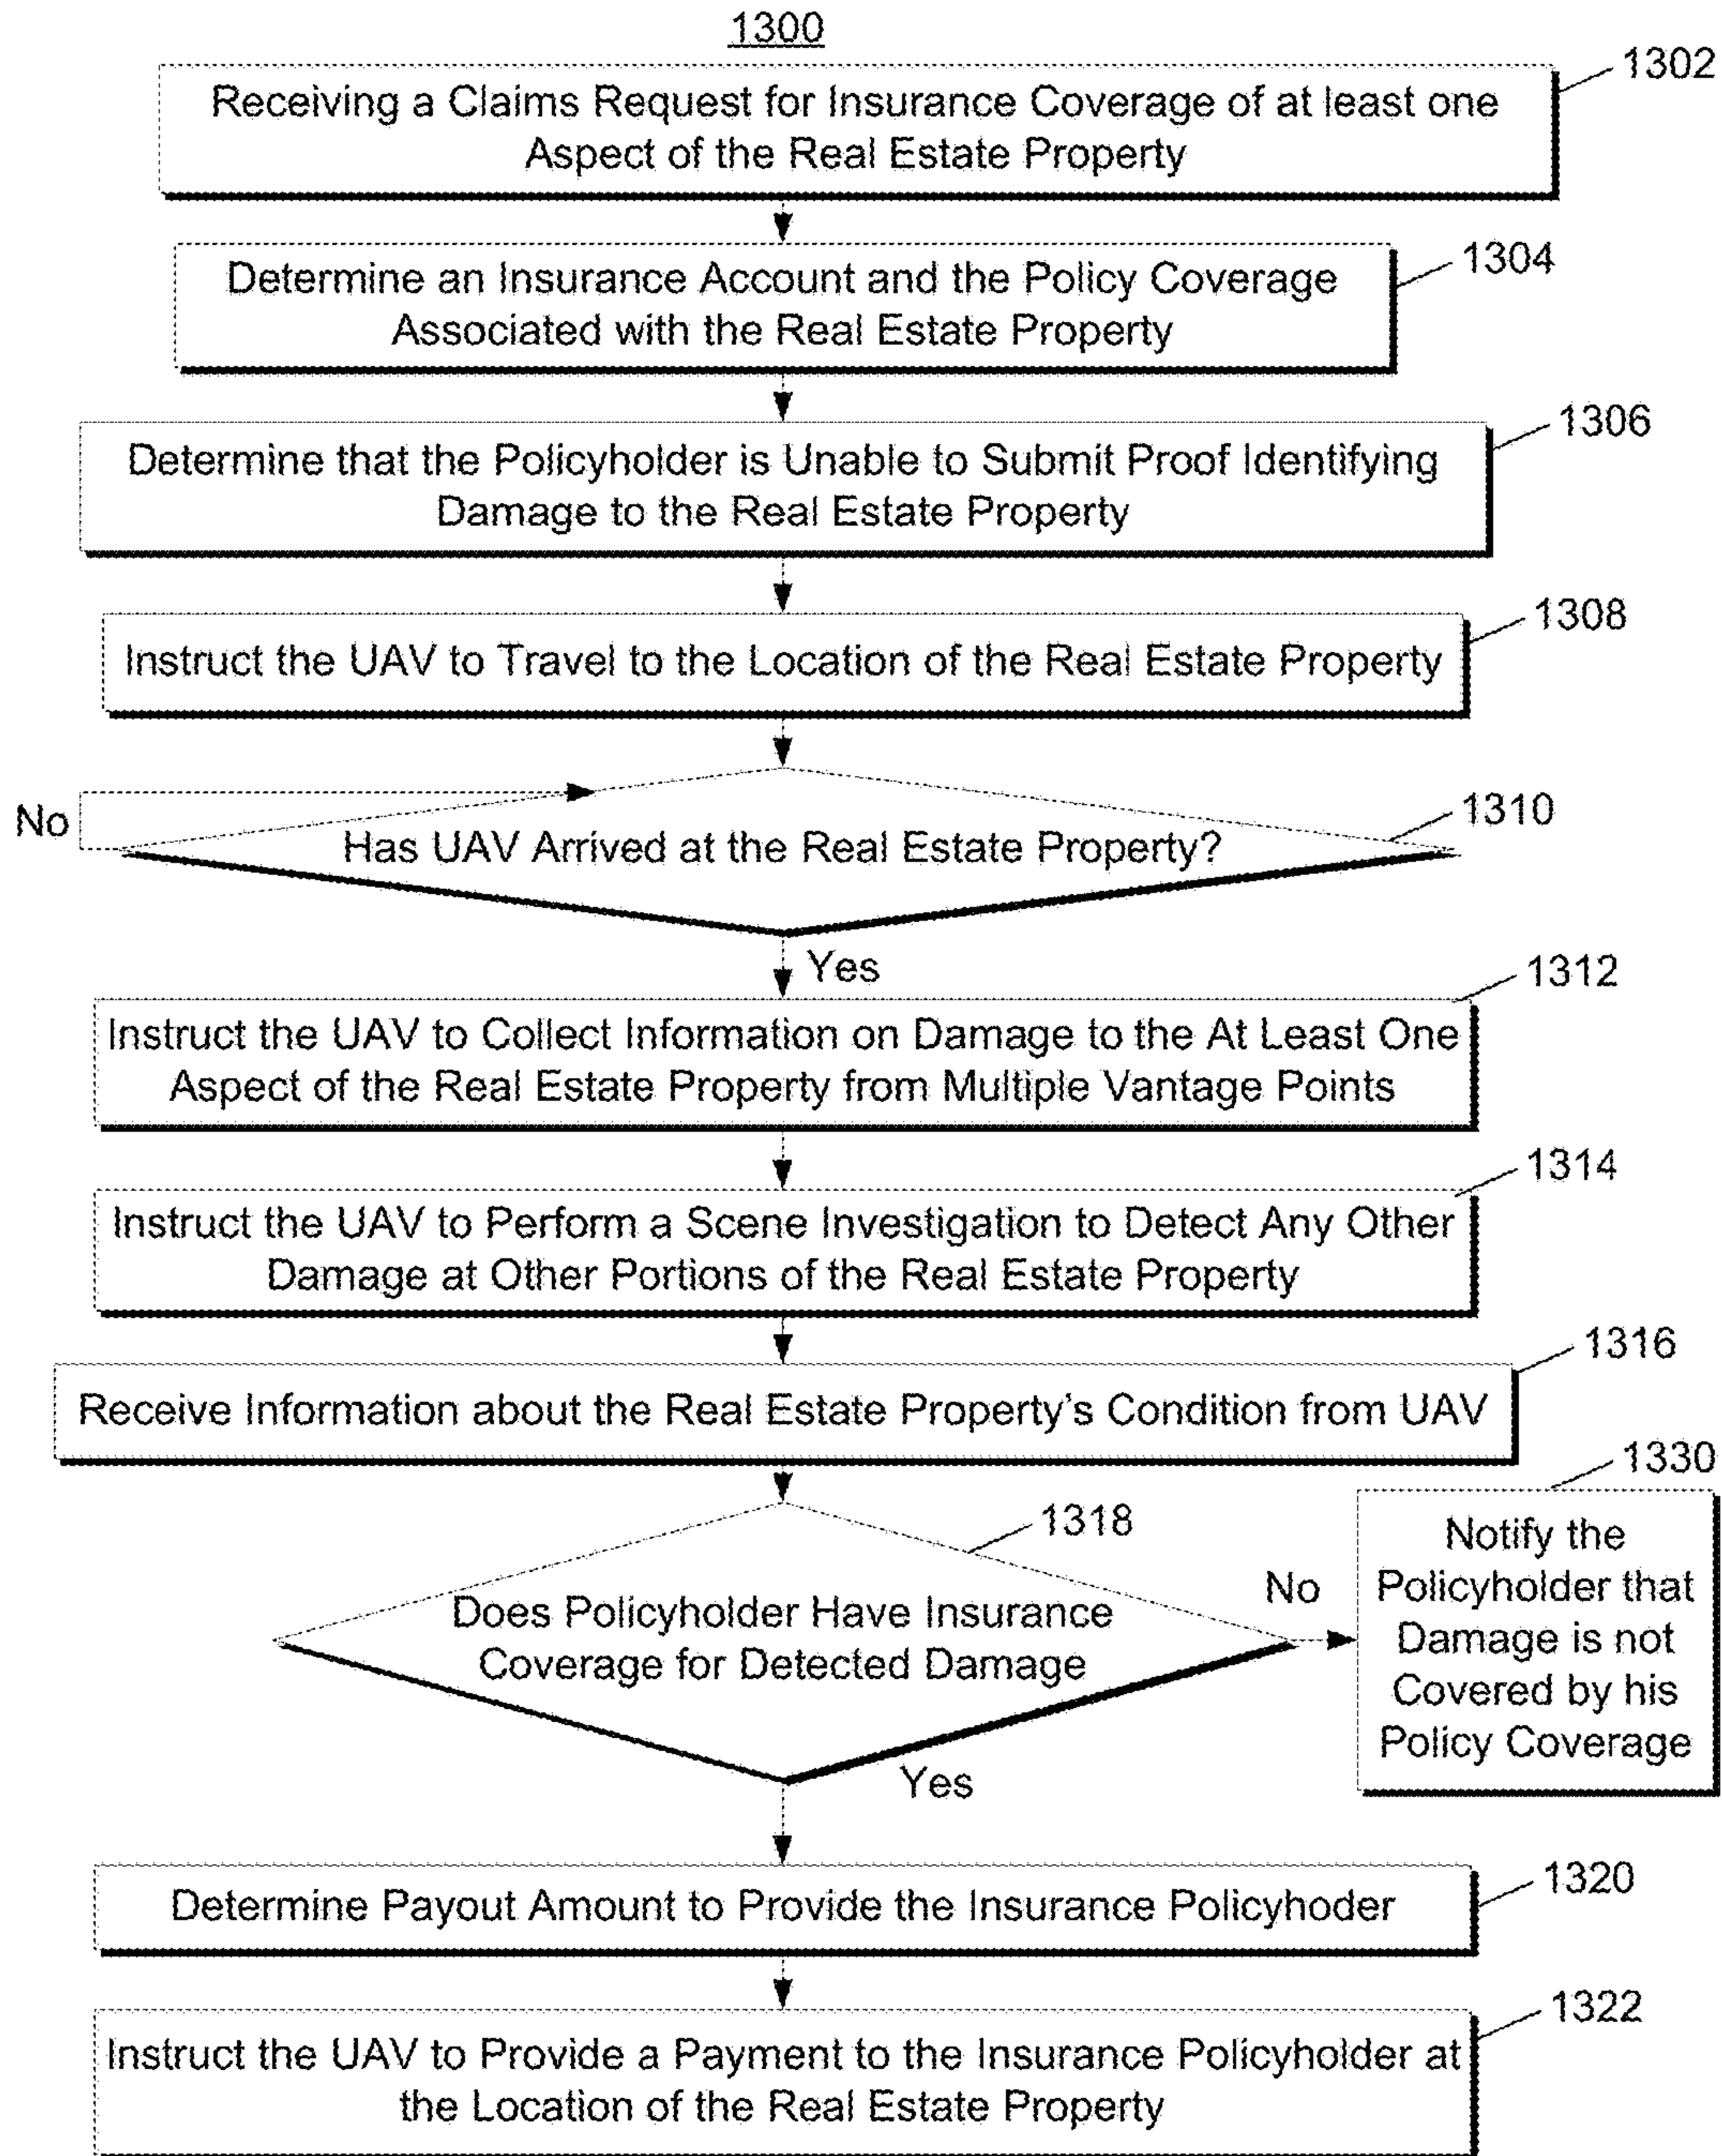 1300
1302
Receiving a Claims Request for Insurance Coverage of at least one
Aspect of the Real Estate Property
1304
Determine an Insurance Account and the Policy Coverage
Associated with the Real Estate Property
1306
Determine that the Policyholder is Unable to Submit Proof Identifying
Damage to the Real Estate Property
1308
Instruct the UAV to Travel to the Location of the Real Estate Property
No
1310
Has UAV Arrived at the Real Estate Property?
Yes
1312
Instruct the UAV to Collect Information on Damage to the At Least One
Aspect of the Real Estate Property from Multiple Vantage Points
1314
Instruct the UAV to Perform a Scene Investigation to Detect Any Other
Damage at Other Portions of the Real Estate Property
1316
Receive Information about the Real Estate Property's Condition from UAV
1318
Does Policyholder Have Insurance
Coverage for Detected Damage
No
1330
Notify the
Policyholder that
Damage is not
Covered by his
Policy Coverage
Yes
1320
Determine Payout Amount to Provide the Insurance Policyhoder
1322
Instruct the UAV to Provide a Payment to the Insurance Policyholder at
the Location of the Real Estate Property